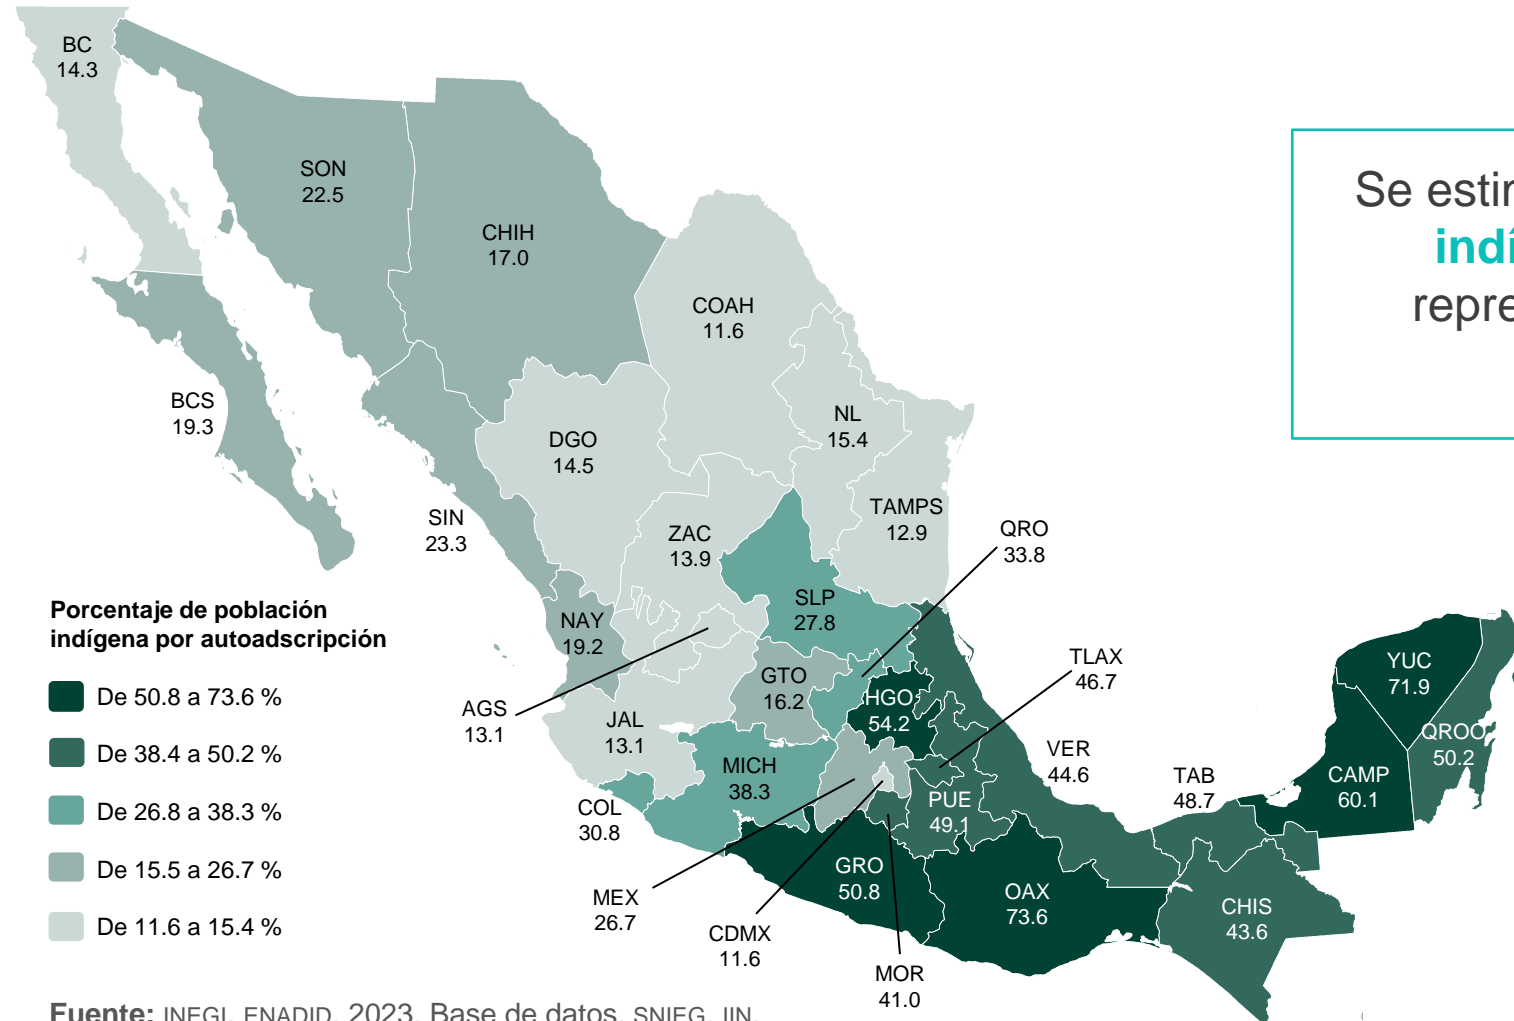 BC
14.3
SON
22.5
CHIH
17.0
COAH
11.6
BCS
19.3
DGO
14.5
NL
15.4
SIN
23.3
ZAC
13.9
TAMPS
12.9
QRO
33.8
SLP
27.8
NAY
19.2
AGS
13.1
GTO
16.2
HGO
54.2
TLAX
46.7
JAL
13.1
MICH
38.3
COL
30.8
VER
44.6
PUE
49.1
TAB
48.7
YUC
71.9
QROO
50.2
CAMP
60.1
MEX
26.7
CDMX
11.6
MOR
41.0
GRO
50.8
OAX
73.6
CHIS
43.6
Porcentaje de población
indígena por autoadscripción
De 50.8 a 73.6 %
De 38.4 a 50.2 %
De 26.8 a 38.3 %
De 15.5 a 26.7 %
De 11.6 a 15.4 %
Se
Fuente: INEGI. ENADID, 2023. Base de datos. SNIEG. IIN.